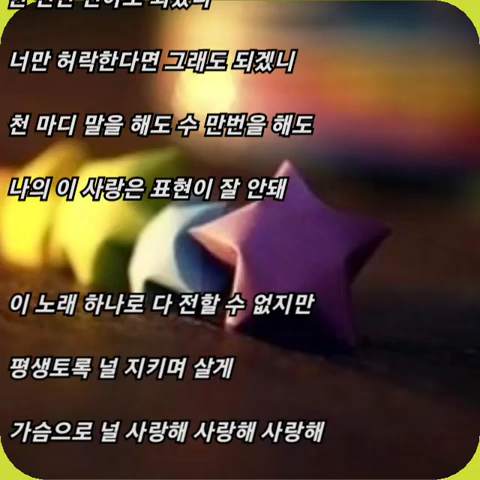 너만 허락한다면 그래도 되겠니
천 마디 말을 해도 수 만번을 해도
나의 이 사랑은 표현이 잘 안돼
이 노래 하나로 다 전할 수 없지만
평생토록 널 지키며 살게
가슴으로 널 사랑해 사랑해 사랑해